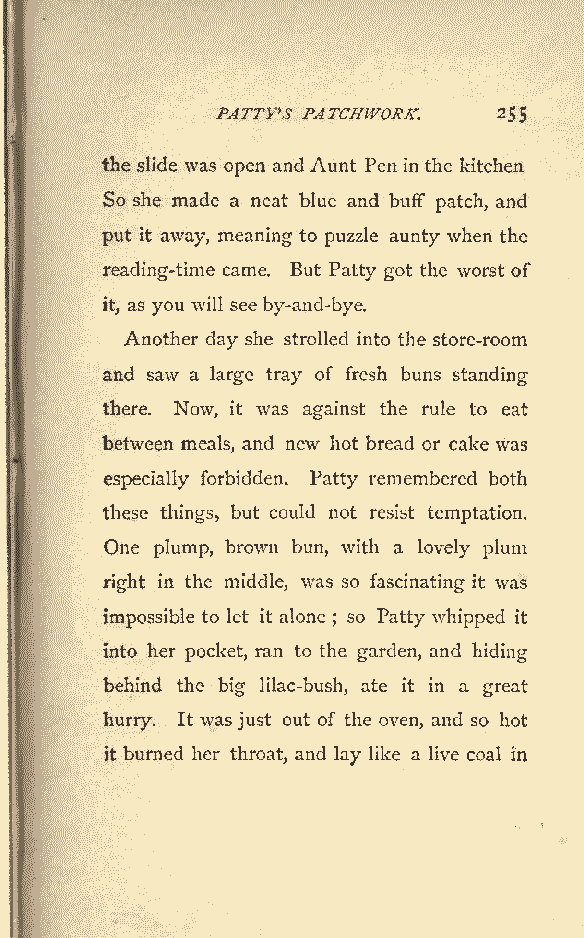 PATTY'S PATCHWORK. 255
the slide was open and Aunt Pen in the kitchen
So she made a neat blue and buff patch, and
put it away, meaning to puzzle aunty when the
reading-time came. But Patty got the worst of
it, as you will see by-and-bye.
Another day she strolled into the store-room
and saw a large tray of fresh buns standing
there. Now, it was against the rule to eat
between meals, and new hot bread or cake was
especially forbidden. Patty remembered both
these things, but could not resist temptation.
One plump, brown bun, with a lovely plum
right in the middle, was so fascinating it was
impossible to let it alone ; so Patty whipped it
into her pocket, ran to the garden, and hiding
behind the big lilac-bush, ate it in a great
hurry. It was just out of the oven, and so hot
it burned her throat, and lay like a live coal in